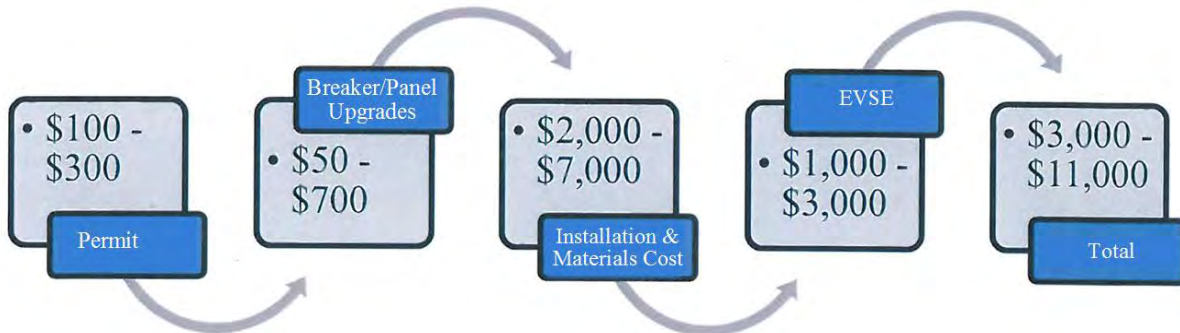 • $100 -
$300
Permit
Breaker/Panel
Upgrades
• $50 -
$700
• $2,000 -
$7,000
Installation &
Materials Cost
EVSE
• $1,000 -
$3,000
• $3,000 -
$11,000
Total